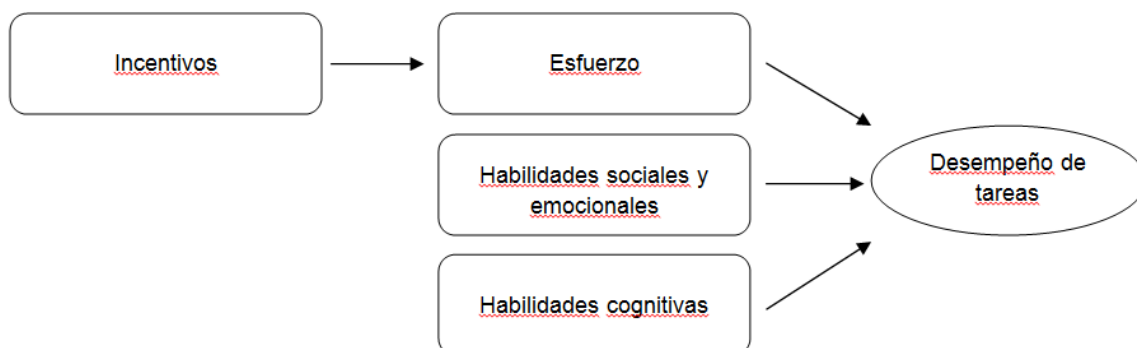 Incentivos
Esfuerzo
Habilidades sociales y
emocionales
Habilidades cognitivas
Desempeño de
tareas